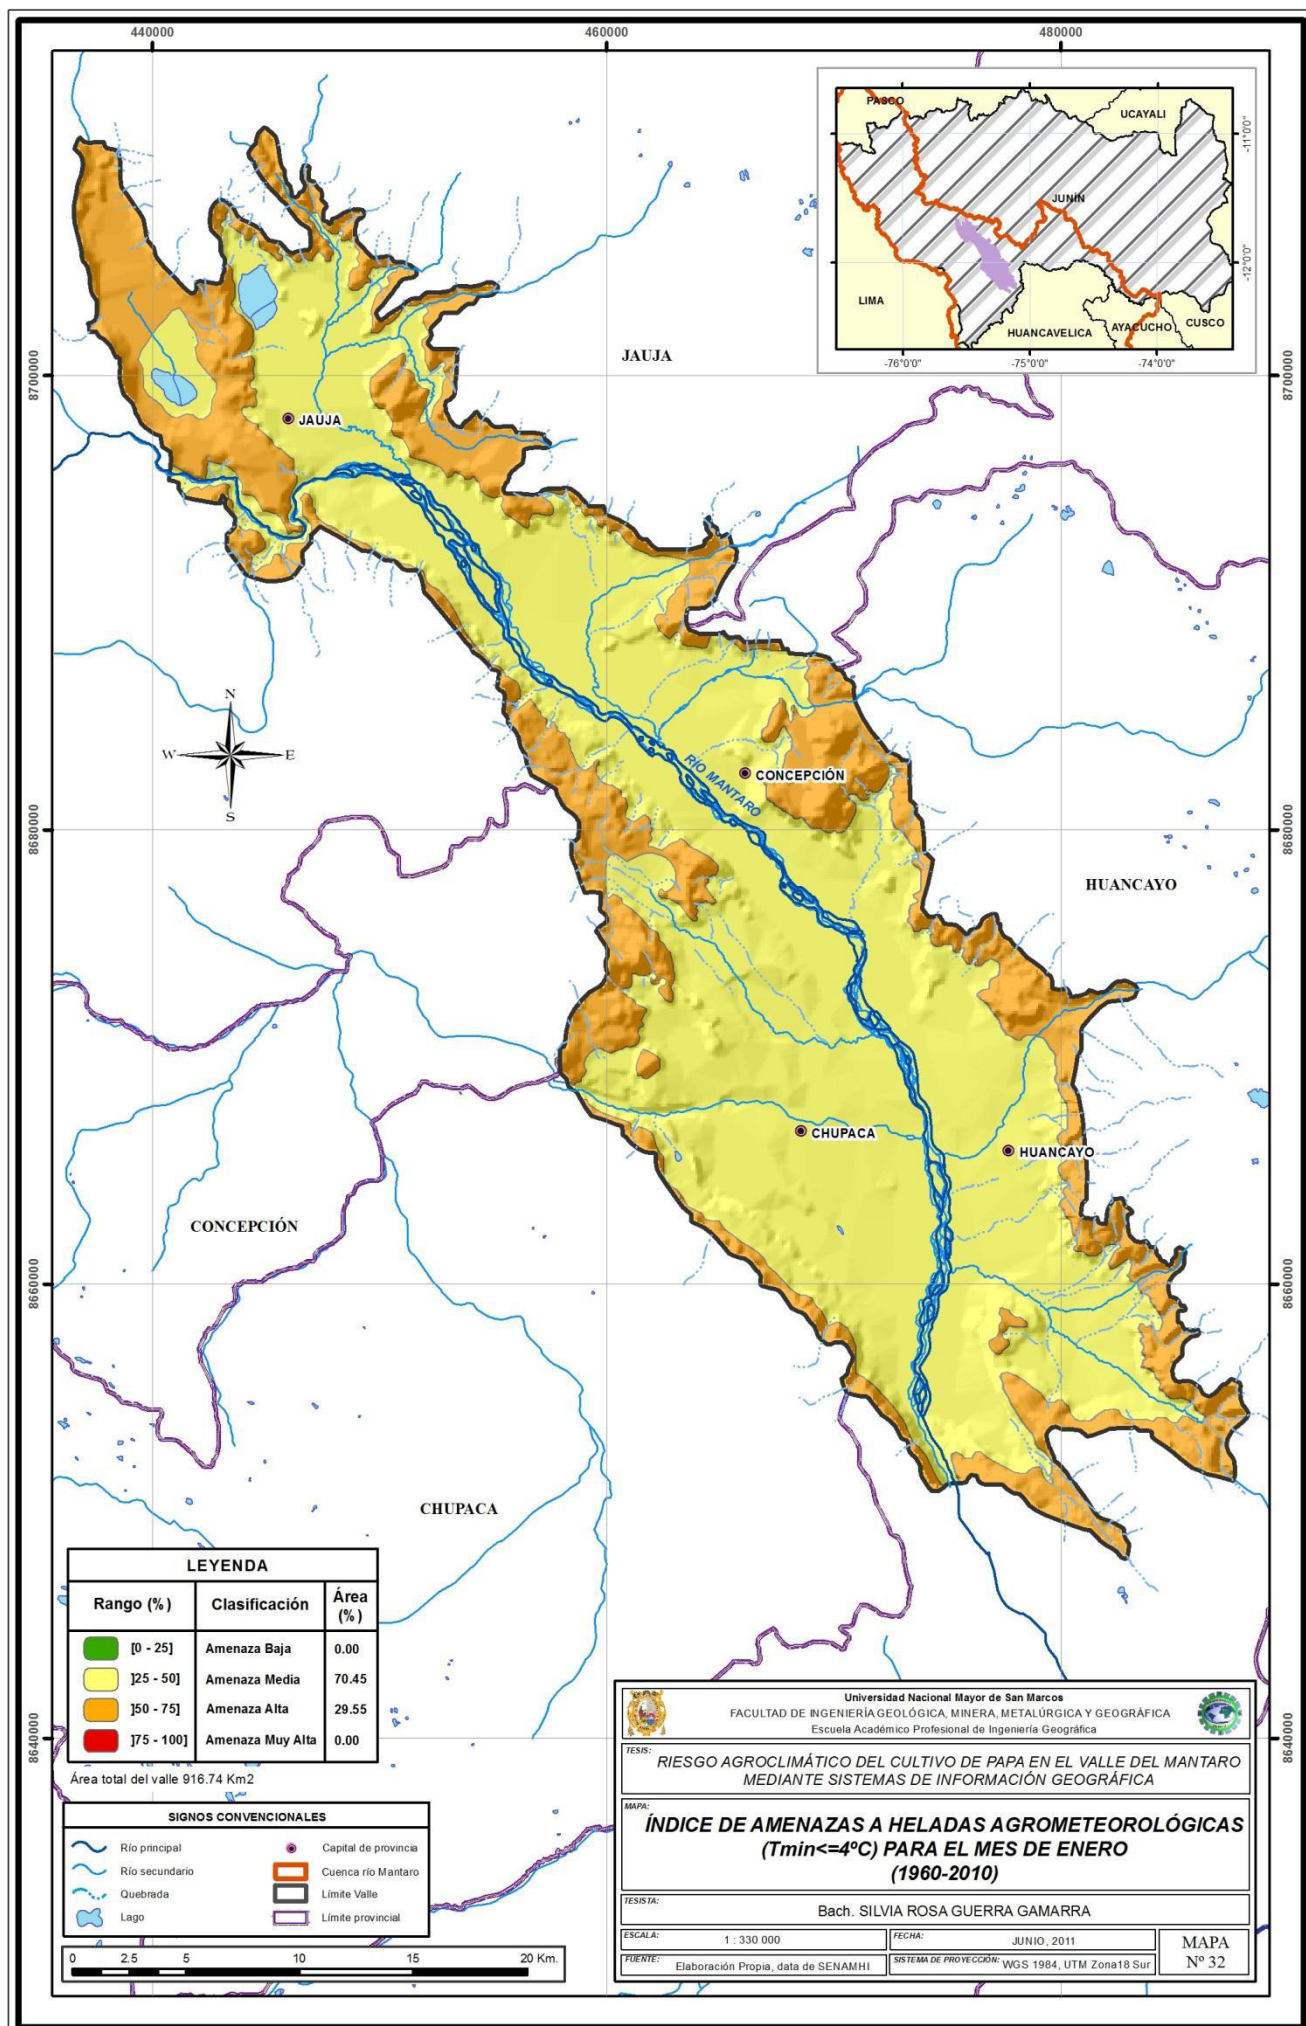 440000
460000
480000
PASCO
UCAYALI
JUNÍN
LIMA
HUANCAVELICA
AYACUCHO
CUSCO
-11°0'0"
-12°0'0"
-76°0'0"
-75°0'0"
-74°0'0"
JAUJA
8700000
8700000
JAUJA
N
W
E
S
RÍO MANTARO
CONCEPCIÓN
8680000
8680000
HUANCAYO
CHUPACA
HUANCAYO
CONCEPCIÓN
8660000
8660000
CHUPACA
LEYENDA
Rango (%) Clasificación Área (%)
[0 - 25] Amenaza Baja 0.00
]25 - 50] Amenaza Media 70.45
]50 - 75] Amenaza Alta 29.55
]75 - 100] Amenaza Muy Alta 0.00
Área total del valle 916.74 Km2
8640000
8640000
SIGNOS CONVENCIONALES
Río principal
Río secundario
Quebrada
Lago
Capital de provincia
Cuenca río Mantaro
Límite Valle
Límite provincial
0 2.5 5 10 15 20 Km.
Universidad Nacional Mayor de San Marcos
FACULTAD DE INGENIERÍA GEOLÓGICA, MINERA, METALÚRGICA Y GEOGRÁFICA
Escuela Académico Profesional de Ingeniería Geográfica
TESIS:
RIESGO AGROCLIMÁTICO DEL CULTIVO DE PAPA EN EL VALLE DEL MANTARO
MEDIANTE SISTEMAS DE INFORMACIÓN GEOGRÁFICA
MAPA:
ÍNDICE DE AMENAZAS A HELADAS AGROMETEOROLÓGICAS
(Tmin<=4ºC) PARA EL MES DE ENERO
(1960-2010)
TESISTA:
Bach. SILVIA ROSA GUERRA GAMARRA
ESCALA: 1 : 330 000
FECHA: JUNIO, 2011
FUENTE: Elaboración Propia, data de SENAMHI
SISTEMA DE PROYECCIÓN: WGS 1984, UTM Zona18 Sur
MAPA
Nº 32